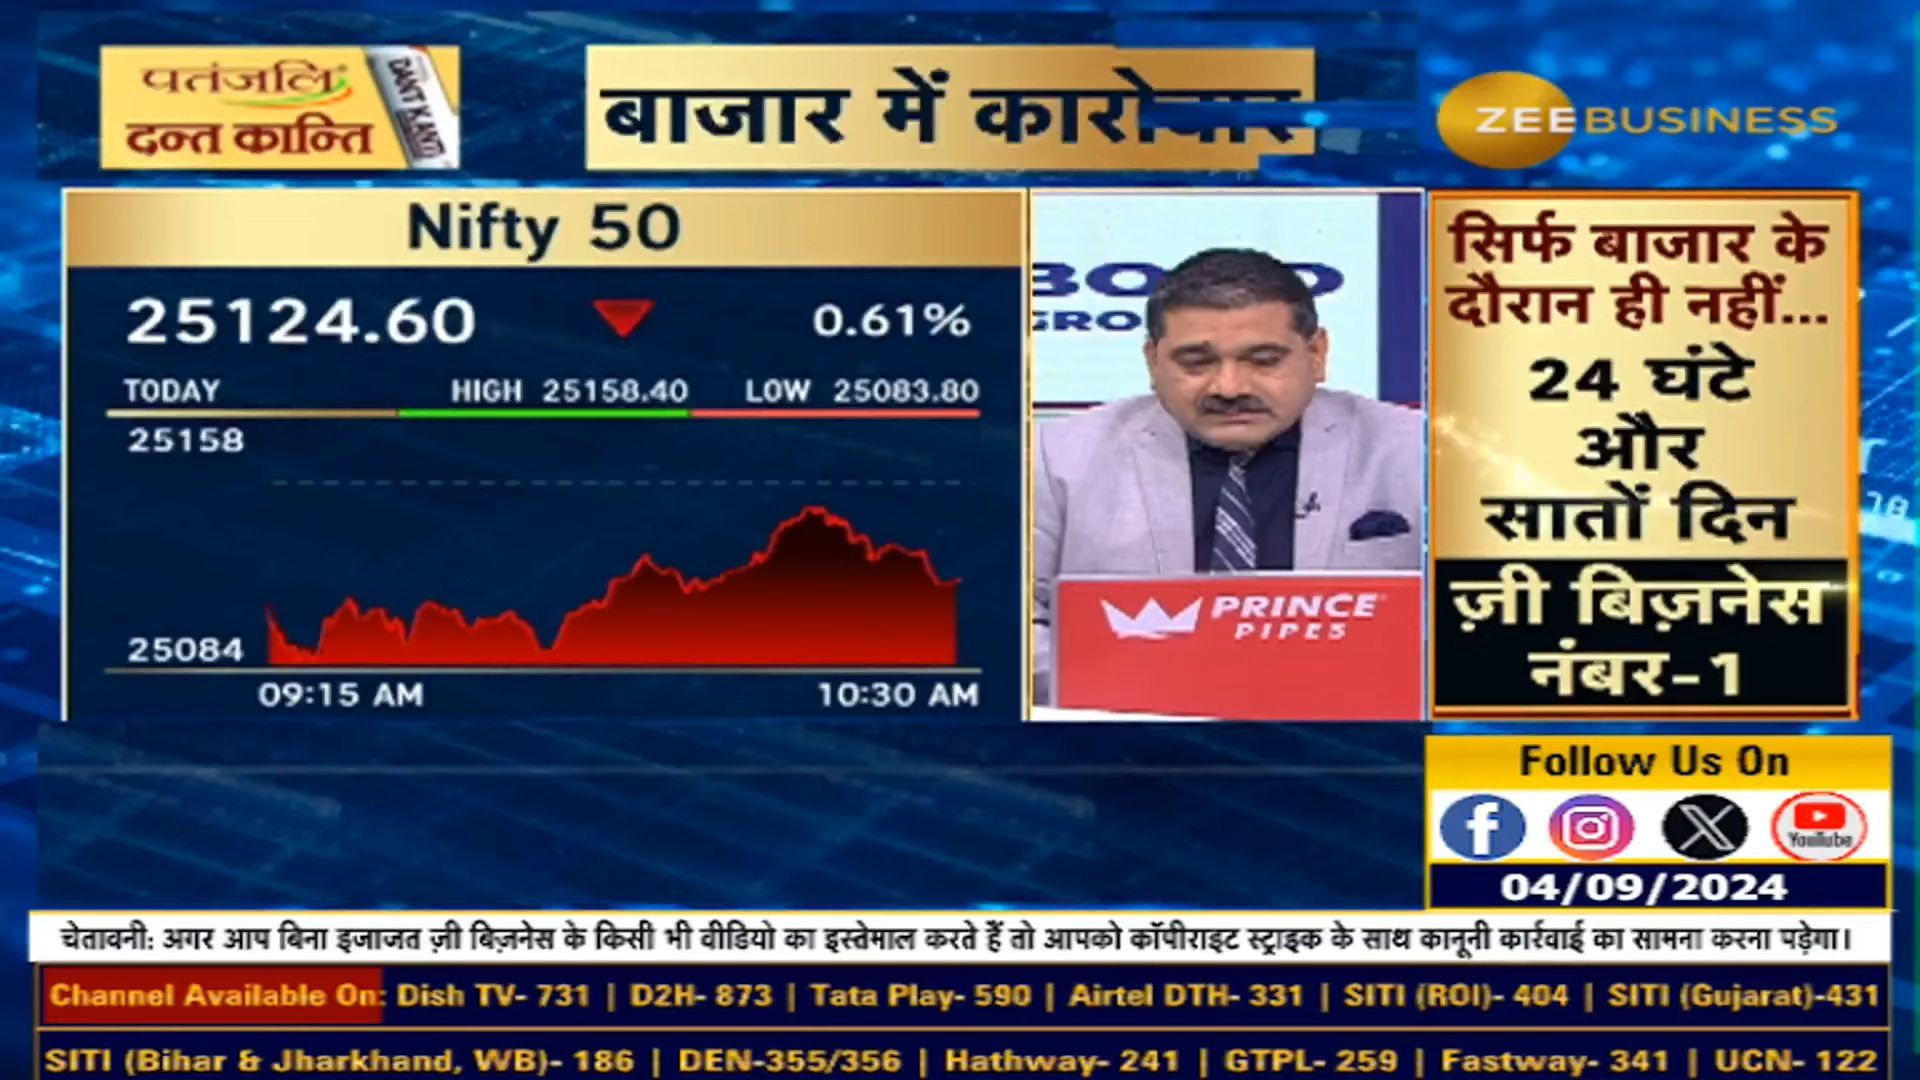 पतंजलि
दन्त कान्ति
DANT KANTI
बाजार में कारोबार
ZEEBUSINESS
Nifty 50
25124.60 0.61%
TODAY HIGH 25158.40 LOW 25083.80
25158
25084
09:15 AM 10:30 AM
GRO
PRINCE
PIPES
सिर्फ बाजार के
दौरान ही नहीं...
24 घंटे
और
सातों दिन
ज़ी बिज़नेस
नंबर-1
Follow Us On
YouTube
04/09/2024
चेतावनी: अगर आप बिना इजाजत ज़ी बिज़नेस के किसी भी वीडियो का इस्तेमाल करते हैं तो आपको कॉपीराइट स्ट्राइक के साथ कानूनी कार्रवाई का सामना करना पड़ेगा।
Channel Available On: Dish TV- 731 | D2H- 873 | Tata Play- 590 | Airtel DTH- 331 | SITI (ROI)- 404 | SITI (Gujarat)-431
SITI (Bihar & Jharkhand, WB)- 186 | DEN-355/356 | Hathway- 241 | GTPL- 259 | Fastway- 341 | UCN- 122